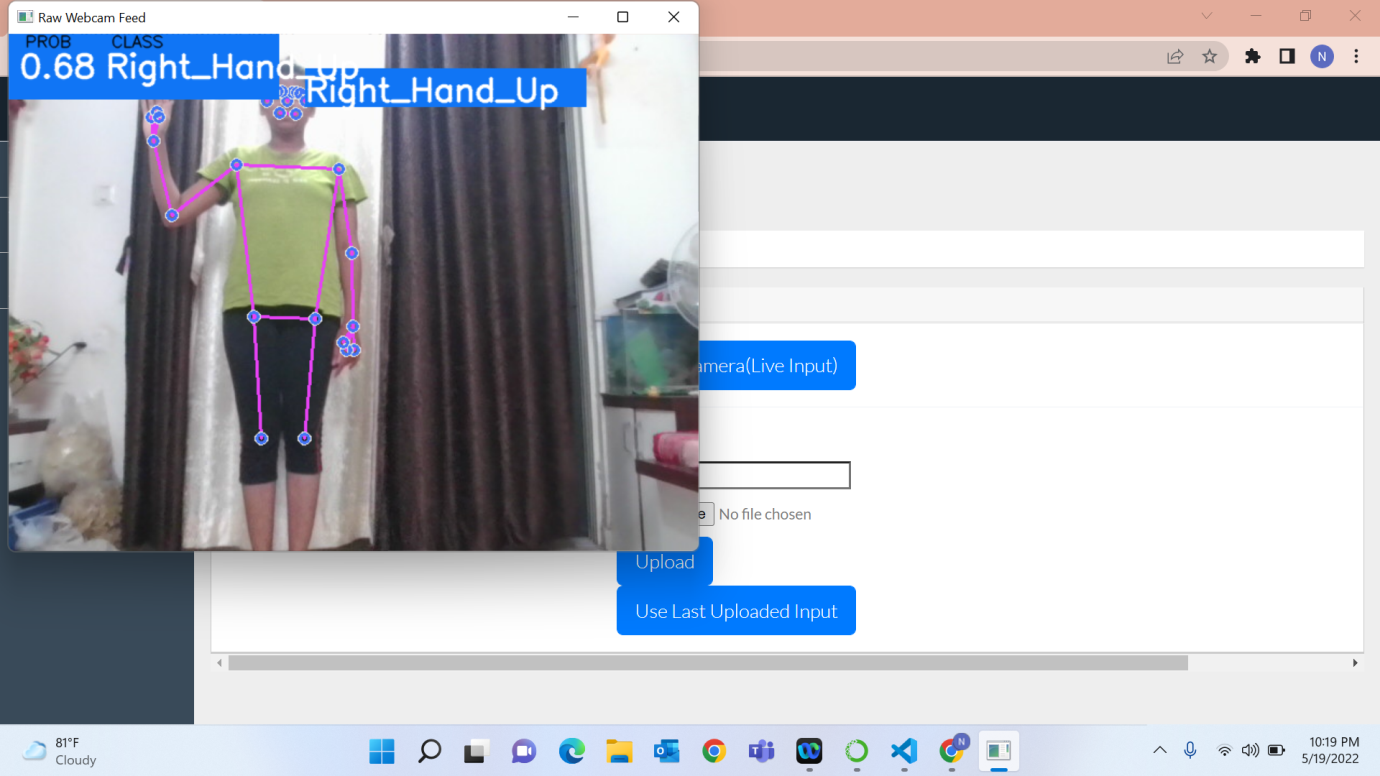 Raw Webcam Feed
PROB CLASS
0.68 Right_Hand_Up
Right_Hand_Up
N
amera(Live Input)
e No file chosen
Upload
Use Last Uploaded Input
81°F
Cloudy
N
10:19 PM
5/19/2022